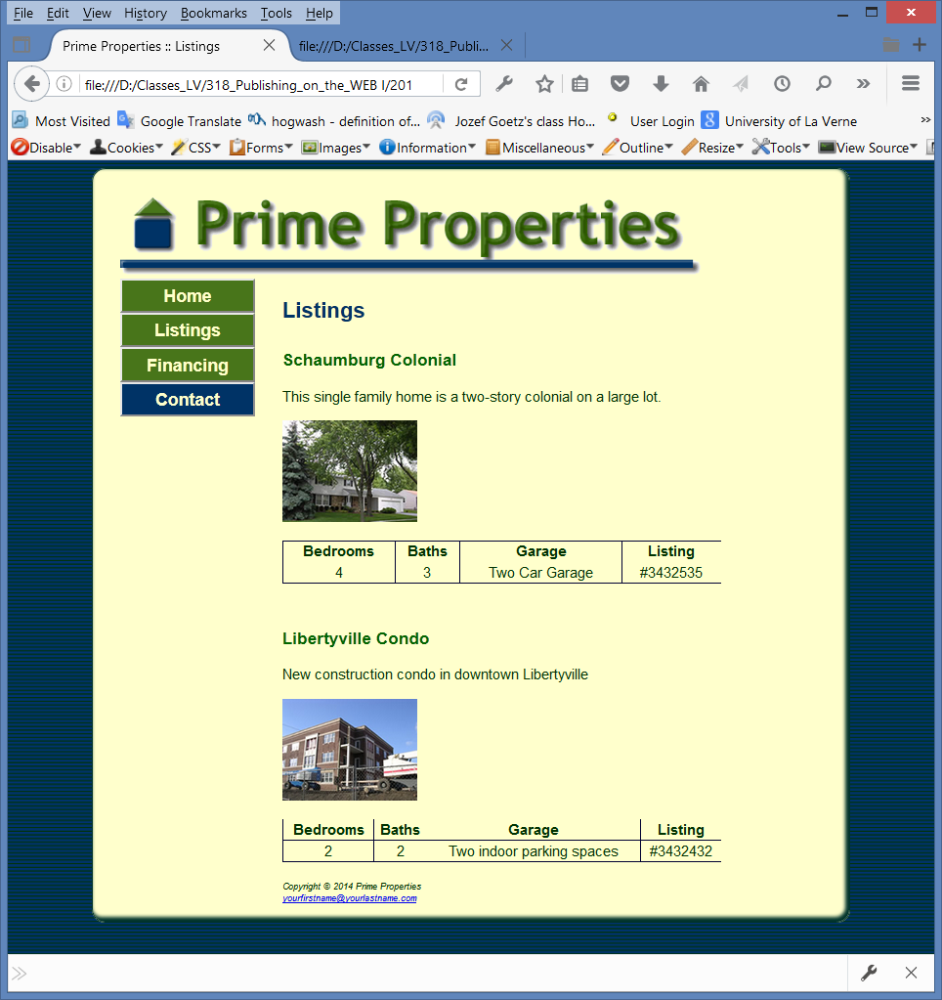 File Edit View History Bookmarks Tools Help
Prime Properties :: Listings file:///D:/Classes_LV/318_Publi...
file:///D:/Classes_LV/318_Publishing_on_the_WEB I/201
Most Visited Google Translate hogwash - definition of... Jozef Goetz's class Ho... User Login University of La Verne
Disable Cookies CSS Forms Images Information Miscellaneous Outline Resize Tools View Source
Prime Properties
Home
Listings
Financing
Contact
Listings
Schaumburg Colonial
This single family home is a two-story colonial on a large lot.
Bedrooms Baths Garage Listing
4 3 Two Car Garage #3432535
Libertyville Condo
New construction condo in downtown Libertyville
Bedrooms Baths Garage Listing
2 2 Two indoor parking spaces #3432432
Copyright © 2014 Prime Properties
yourfirstname@yourlastname.com